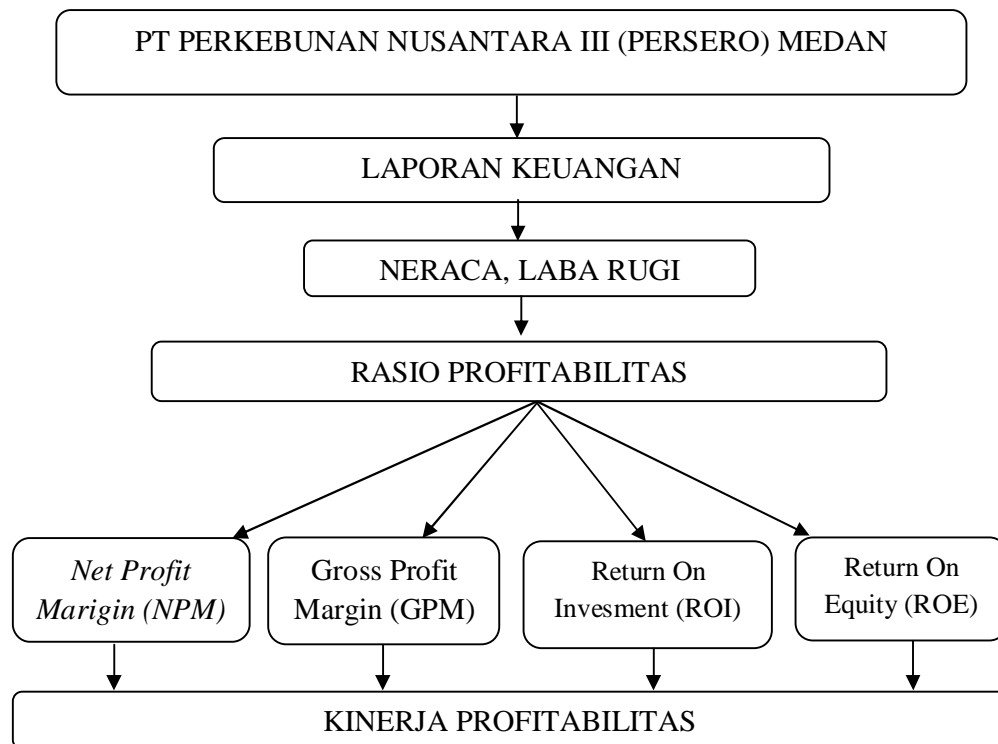 PT PERKEBUNAN NUSANTARA III (PERSERO) MEDAN
LAPORAN KEUANGAN
NERACA, LABA RUGI
RASIO PROFITABILITAS
Net Profit
Marigin (NPM)
Gross Profit
Margin (GPM)
Return On
Invesment (ROI)
Return On
Equity (ROE)
KINERJA PROFITABILITAS